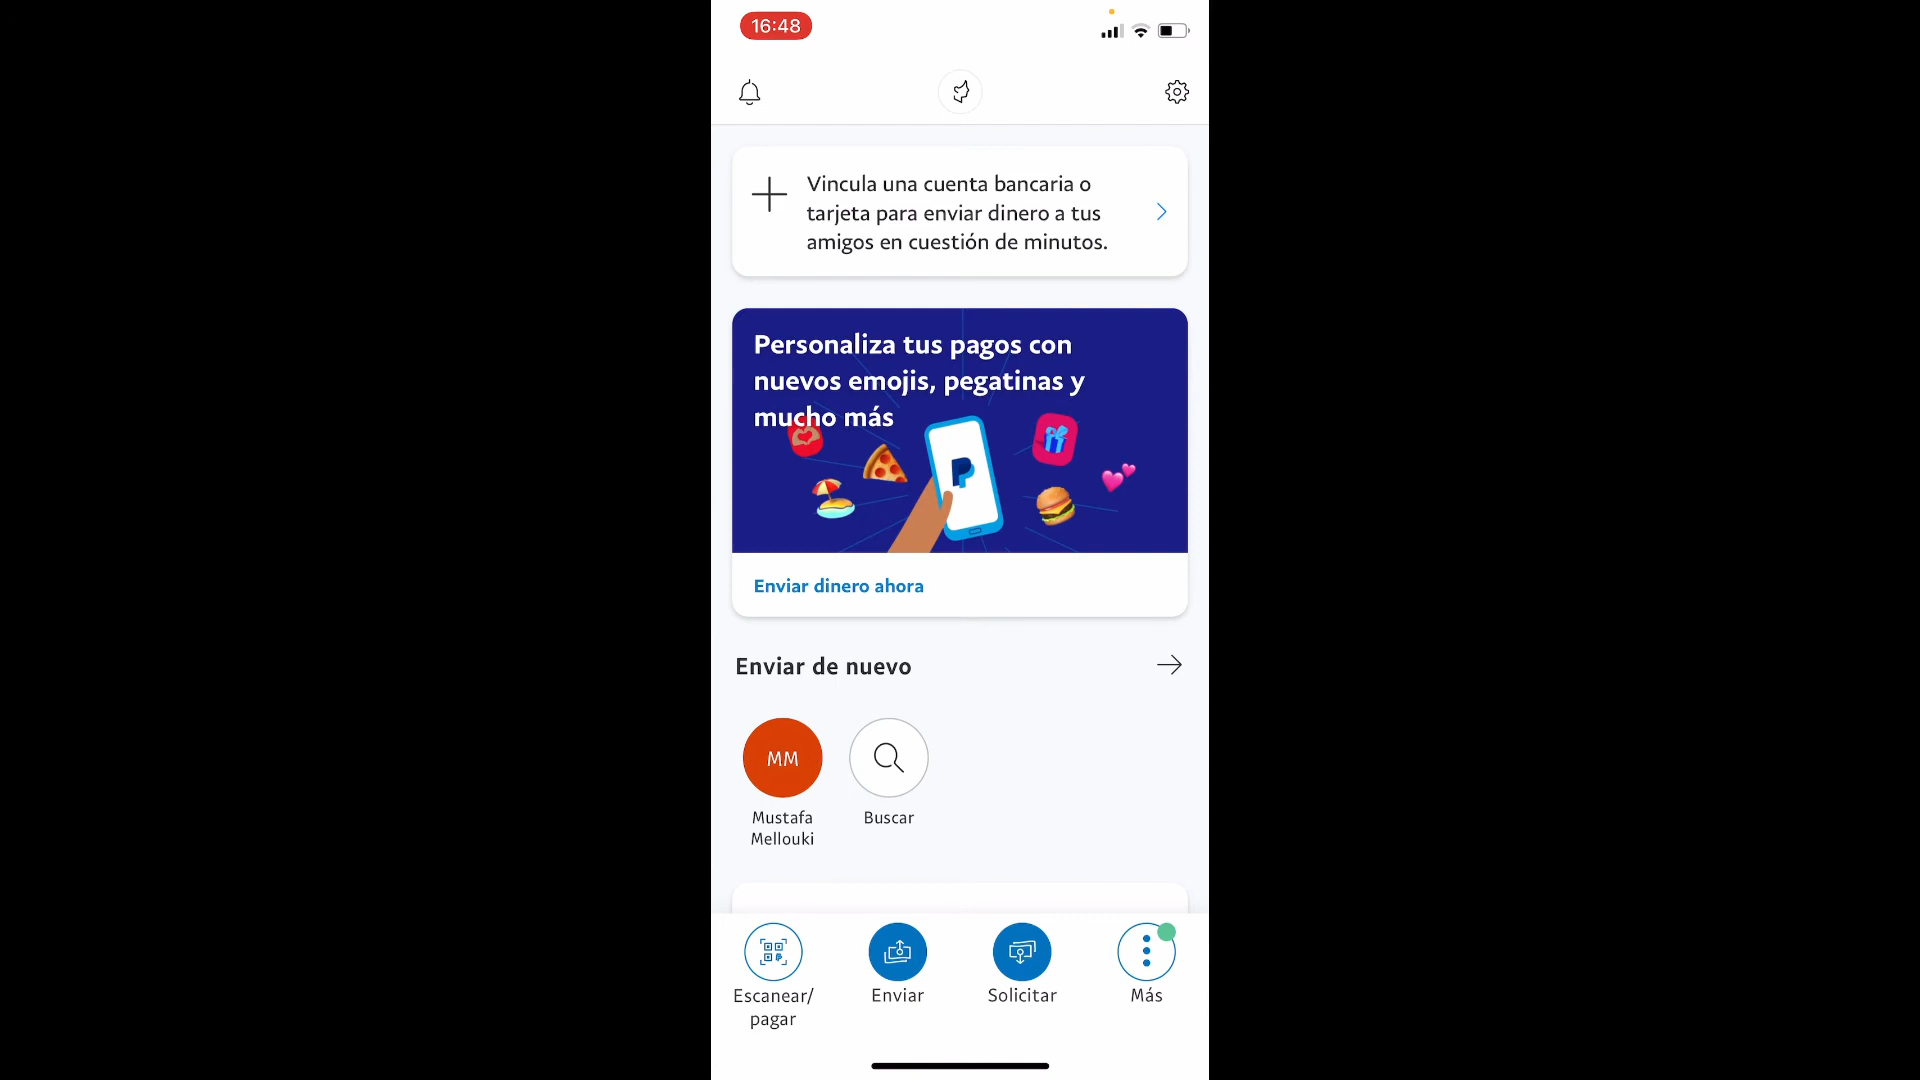 16:48
Vincula una cuenta bancaria o
tarjeta para enviar dinero a tus
amigos en cuestión de minutos.
Personaliza tus pagos con
nuevos emojis, pegatinas y
mucho más
Enviar dinero ahora
Enviar de nuevo
MM
Mustafa
Mellouki
Buscar
Escanear/
pagar
Enviar
Solicitar
Más